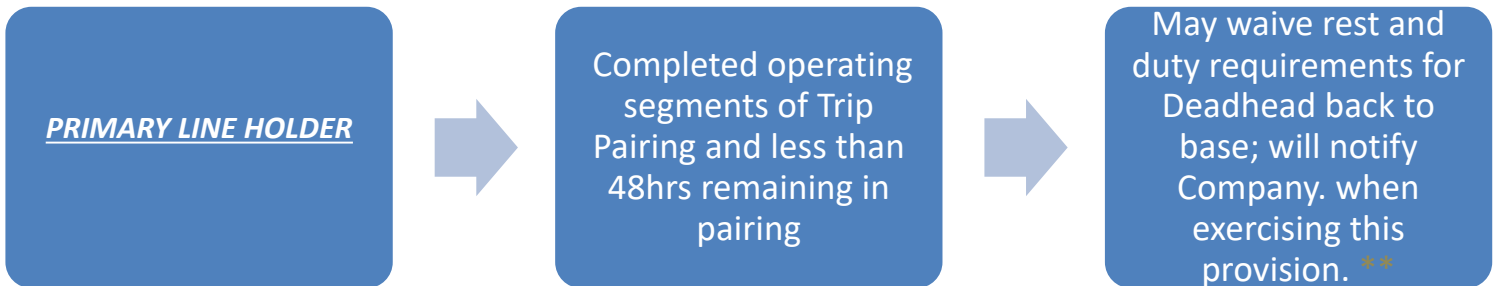 PRIMARY LINE HOLDER
Completed operating
segments of Trip
Pairing and less than
48hrs remaining in
pairing
May waive rest and
duty requirements for
Deadhead back to
base; will notify
Company. when
exercising this
provision. **